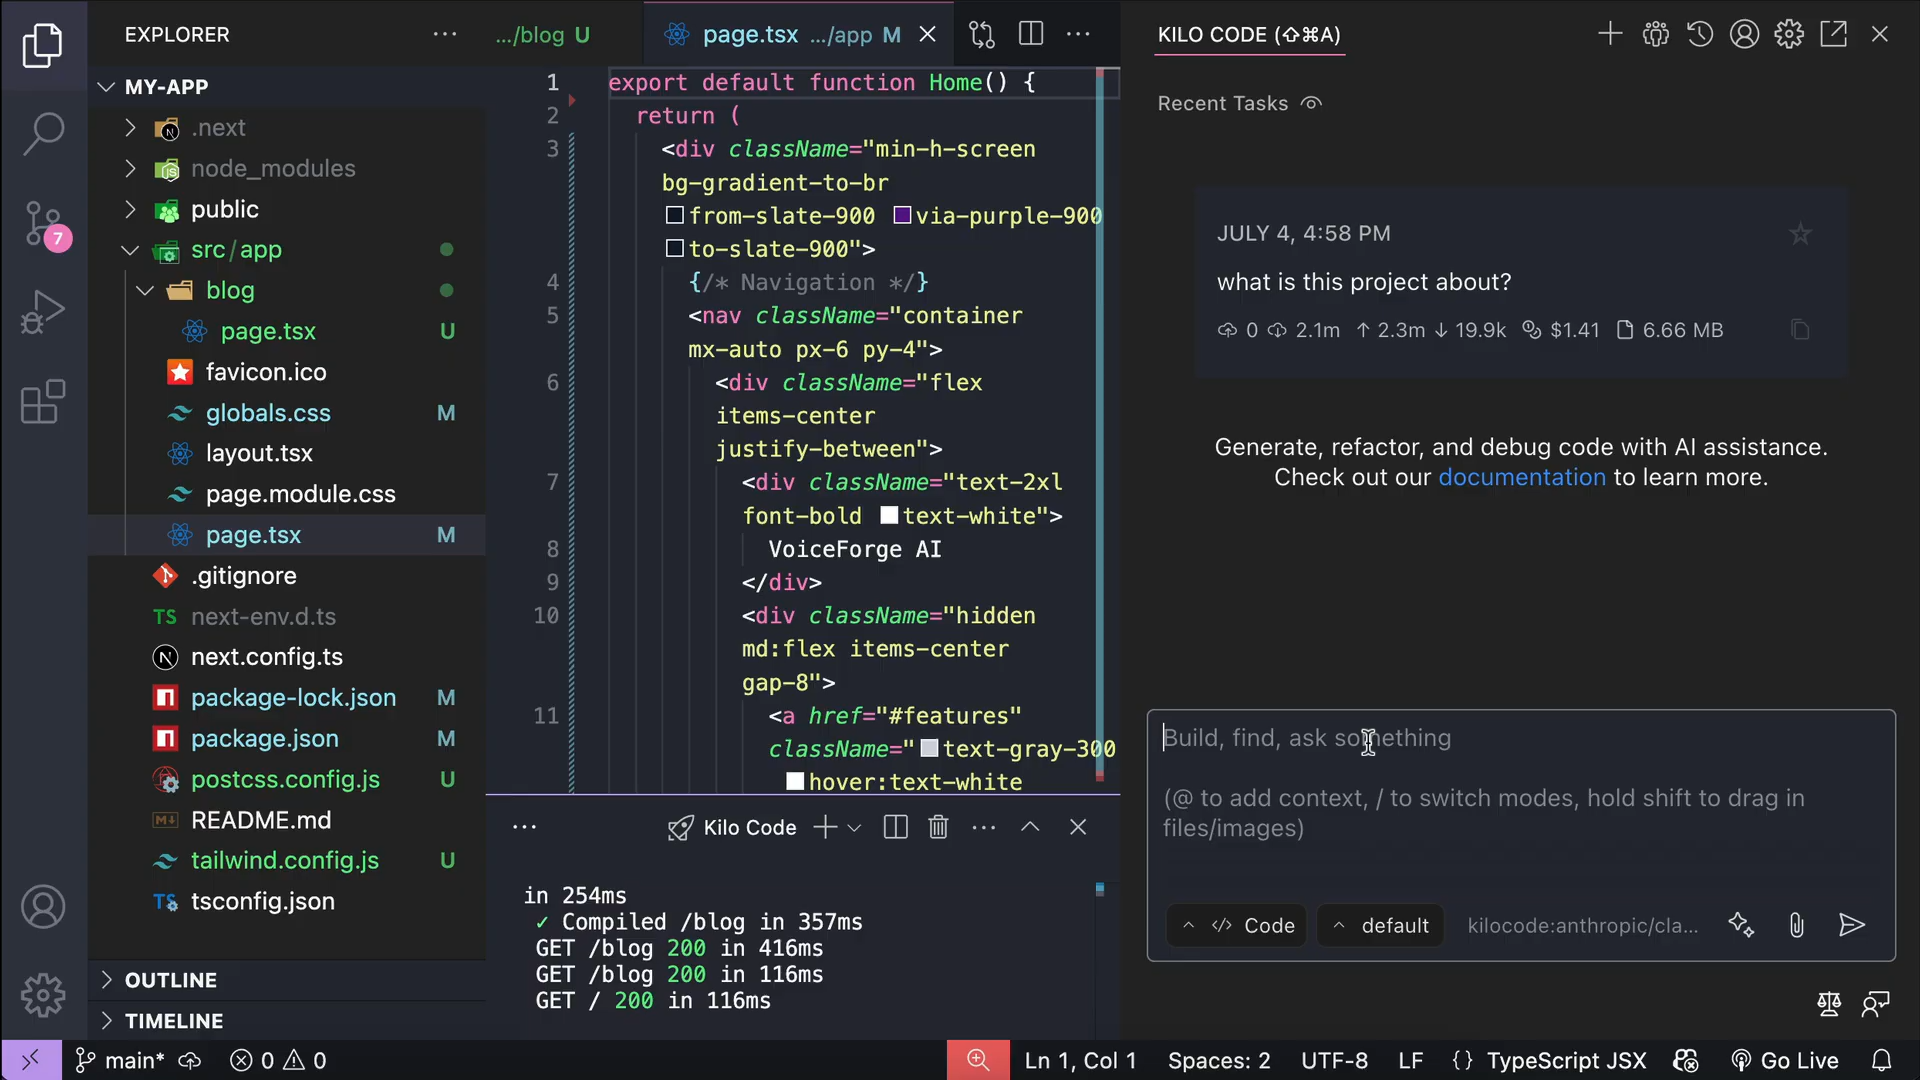 EXPLORER
MY-APP
.next
node_modules
public
src/app
blog
page.tsx U
favicon.ico
globals.css M
layout.tsx
page.module.css
page.tsx M
.gitignore
TS next-env.d.ts
next.config.ts
package-lock.json M
package.json M
postcss.config.js U
README.md
tailwind.config.js U
TS tsconfig.json
OUTLINE
TIMELINE
7
.../blog U
page.tsx .../app M
1 export default function Home() {
2 return (
3 <div className="min-h-screen
bg-gradient-to-br
from-slate-900 via-purple-900
to-slate-900">
4 {/* Navigation */}
5 <nav className="container
mx-auto px-6 py-4">
6 <div className="flex
items-center
justify-between">
7 <div className="text-2xl
font-bold text-white">
8 VoiceForge AI
9 </div>
10 <div className="hidden
md:flex items-center
gap-8">
11 <a href="#features"
className="text-gray-300
hover:text-white
Kilo Code
in 254ms
✓ Compiled /blog in 357ms
GET /blog 200 in 416ms
GET /blog 200 in 116ms
GET / 200 in 116ms
KILO CODE (⇧⌘A)
Recent Tasks
JULY 4, 4:58 PM
what is this project about?
0 2.1m ↑ 2.3m ↓ 19.9k $1.41 6.66 MB
Generate, refactor, and debug code with AI assistance.
Check out our documentation to learn more.
Build, find, ask something
(@ to add context, / to switch modes, hold shift to drag in
files/images)
</> Code default kilocode:anthropic/cla...
main* 0 0 Ln 1, Col 1 Spaces: 2 UTF-8 LF {} TypeScript JSX Go Live